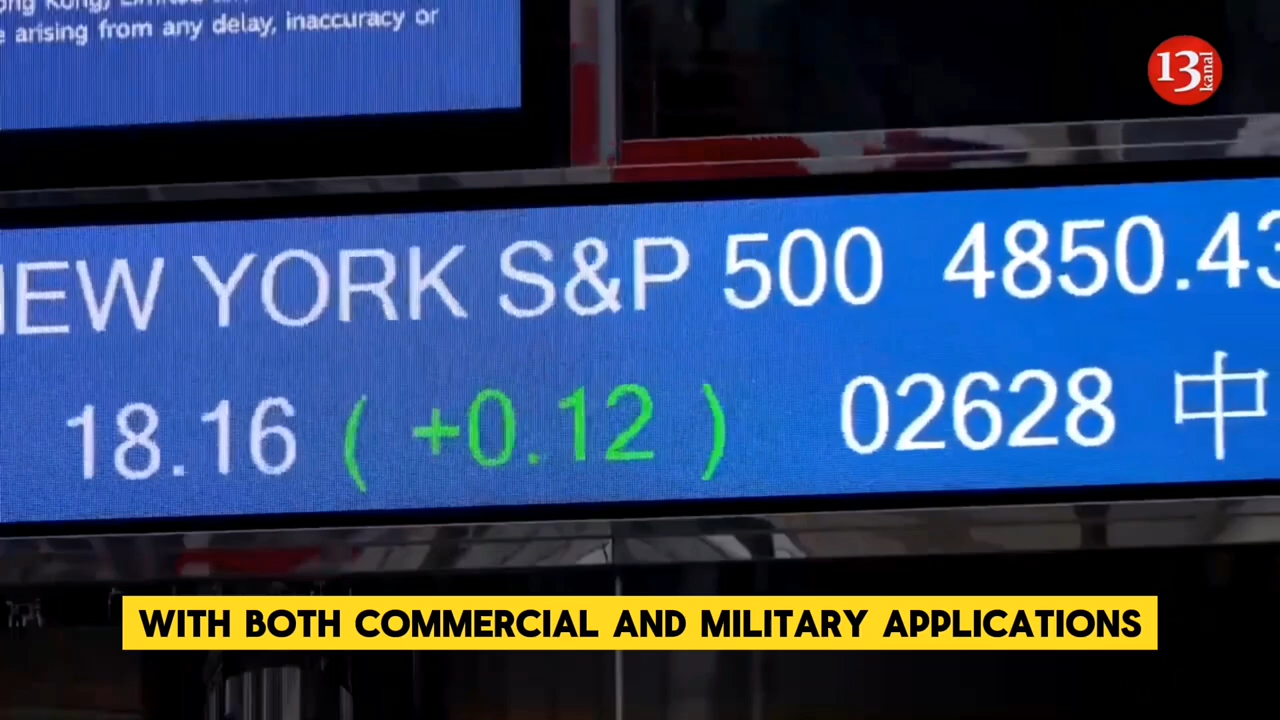 arising from any delay, inaccuracy or
13 kanal
NEW YORK S&P 500 4850.43
18.16 ( +0.12 ) 02628 中
WITH BOTH COMMERCIAL AND MILITARY APPLICATIONS